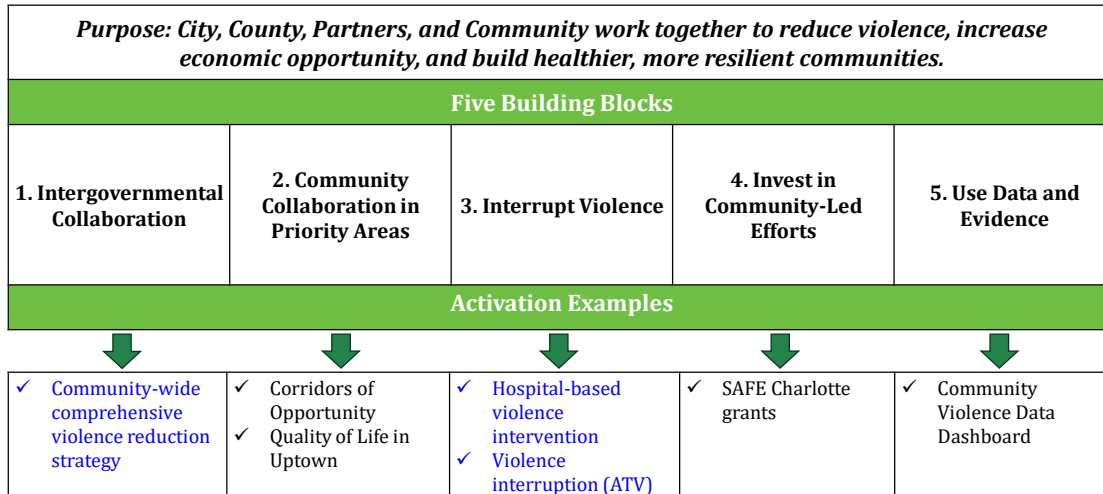 Purpose: City, County, Partners, and Community work together to reduce violence, increase
economic opportunity, and build healthier, more resilient communities.
Five Building Blocks
1. Intergovernmental
Collaboration
2. Community
Collaboration in
Priority Areas
3. Interrupt Violence
4. Invest in
Community-Led
Efforts
5. Use Data and
Evidence
Activation Examples
✓ Community-wide
comprehensive
violence reduction
strategy
✓ Corridors of
Opportunity
✓ Quality of Life in
Uptown
✓ Hospital-based
violence
intervention
✓ Violence
interruption (ATV)
✓ SAFE Charlotte
grants
✓ Community
Violence Data
Dashboard